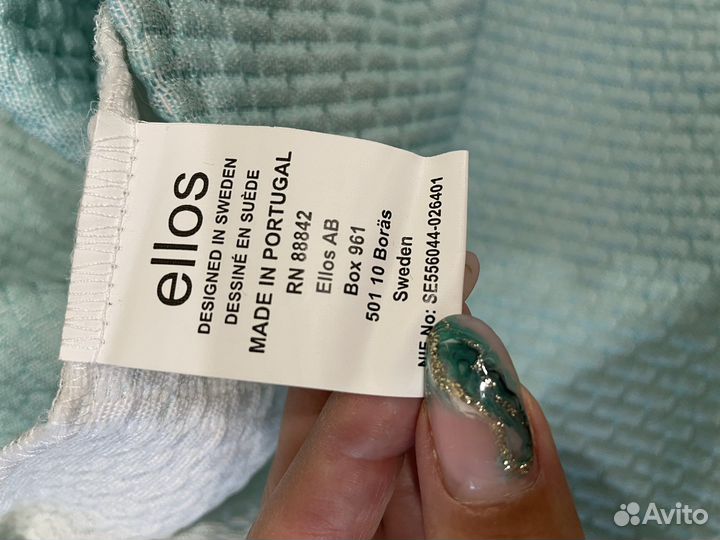 ellos
DESIGNED IN SWEDEN
DESSINÉ EN SUÈDE
MADE IN PORTUGAL
RN 88842
Ellos AB
Box 961
501 10 Borås
Sweden
NIF No: SE556044-026401
Avito